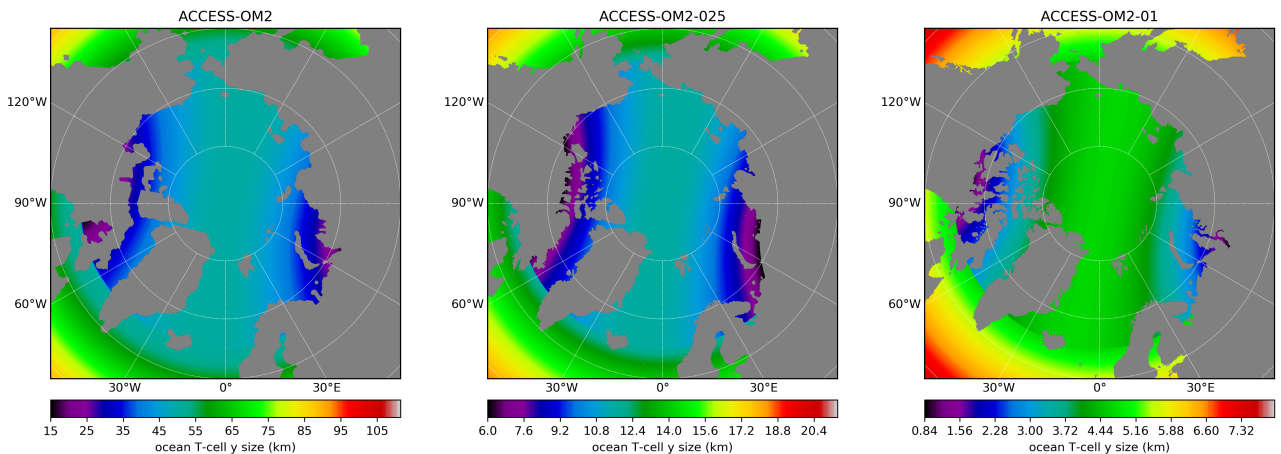 ACCESS-OM2
ACCESS-OM2-025
ACCESS-OM2-01
120°W
90°W
60°W
30°W 0° 30°E
15 25 35 45 55 65 75 85 95 105
ocean T-cell y size (km)
120°W
90°W
60°W
30°W 0° 30°E
6.0 7.6 9.2 10.8 12.4 14.0 15.6 17.2 18.8 20.4
ocean T-cell y size (km)
120°W
90°W
60°W
30°W 0° 30°E
0.84 1.56 2.28 3.00 3.72 4.44 5.16 5.88 6.60 7.32
ocean T-cell y size (km)